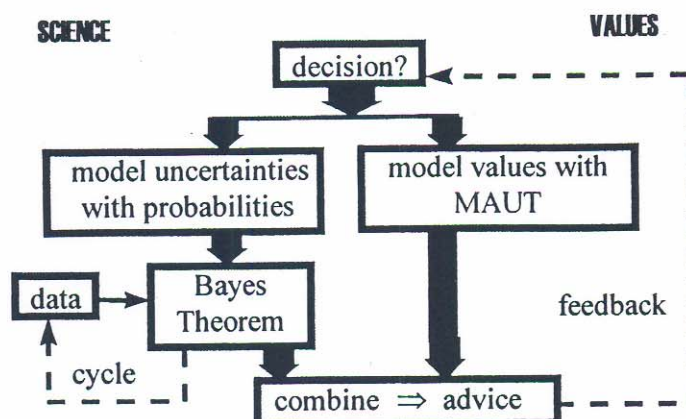 SCIENCE
VALUES
decision?
model uncertainties
with probabilities
model values with
MAUT
data
Bayes
Theorem
feedback
cycle
combine ⇒ advice